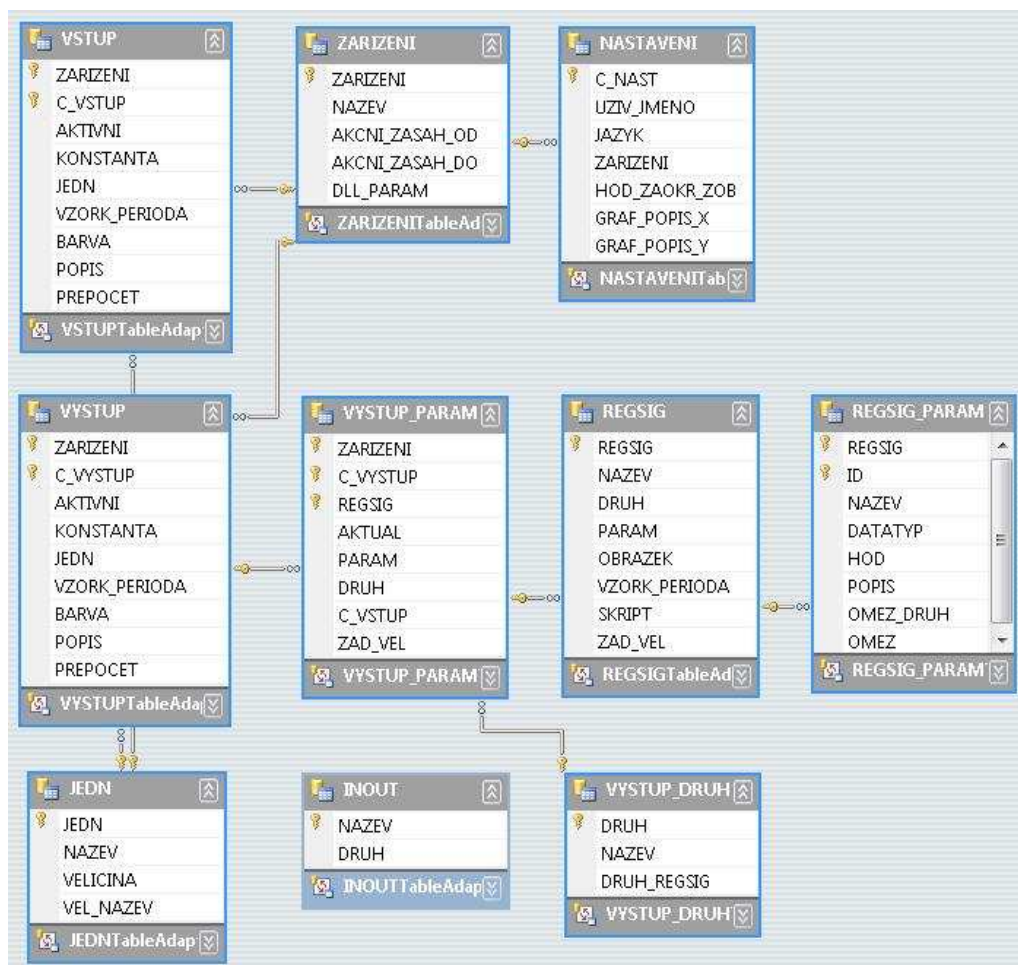 VSTUP
ZARIZENI
C_VSTUP
AKTIVNI
KONSTANTA
JEDN
VZORK_PERIODA
BARVA
POPIS
PREPOCET
VSTUPTableAdap
ZARIZENI
ZARIZENI
NAZEV
AKCNI_ZASAH_OD
AKCNI_ZASAH_DO
DLL_PARAM
ZARIZENITableAd
NASTAVENI
C_NAST
UZIV_JMENO
JAZYK
ZARIZENI
HOD_ZAOKR_ZOB
GRAF_POPIS_X
GRAF_POPIS_Y
NASTAVENITab
VYSTUP
ZARIZENI
C_VYSTUP
AKTIVNI
KONSTANTA
JEDN
VZORK_PERIODA
BARVA
POPIS
PREPOCET
VYSTUPTableAda
VYSTUP_PARAM
ZARIZENI
C_VYSTUP
REGSIG
AKTUAL
PARAM
DRUH
C_VSTUP
ZAD_VEL
VYSTUP_PARAM
REGSIG
REGSIG
NAZEV
DRUH
PARAM
OBRAZEK
VZORK_PERIODA
SKRIPT
ZAD_VEL
REGSIGTableAd
REGSIG_PARAM
REGSIG
ID
NAZEV
DATATYP
HOD
POPIS
OMEZ_DRUH
OMEZ
REGSIG_PARAM
JEDN
JEDN
NAZEV
VELICINA
VEL_NAZEV
JEDNTableAdap
INOUT
NAZEV
DRUH
INOUTTableAdap
VYSTUP_DRUH
DRUH
NAZEV
DRUH_REGSIG
VYSTUP_DRUH